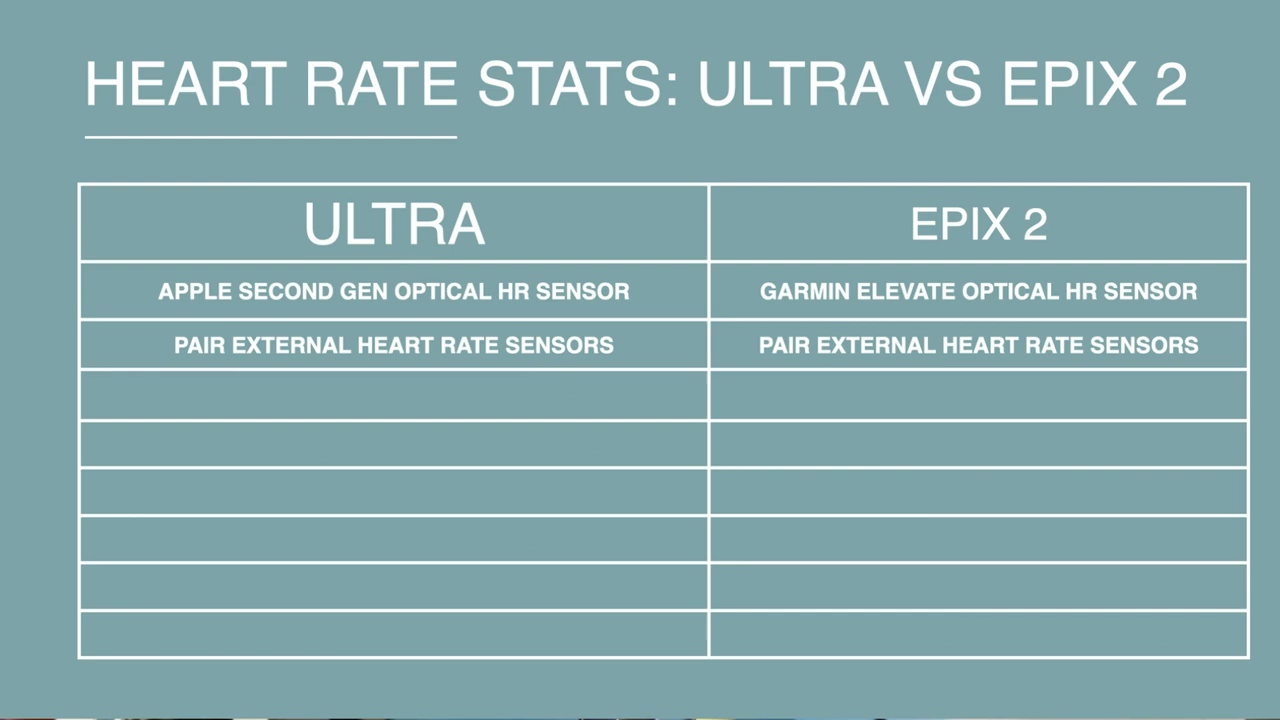 HEART RATE STATS: ULTRA VS EPIX 2
ULTRA
EPIX 2
APPLE SECOND GEN OPTICAL HR SENSOR
GARMIN ELEVATE OPTICAL HR SENSOR
PAIR EXTERNAL HEART RATE SENSORS
PAIR EXTERNAL HEART RATE SENSORS